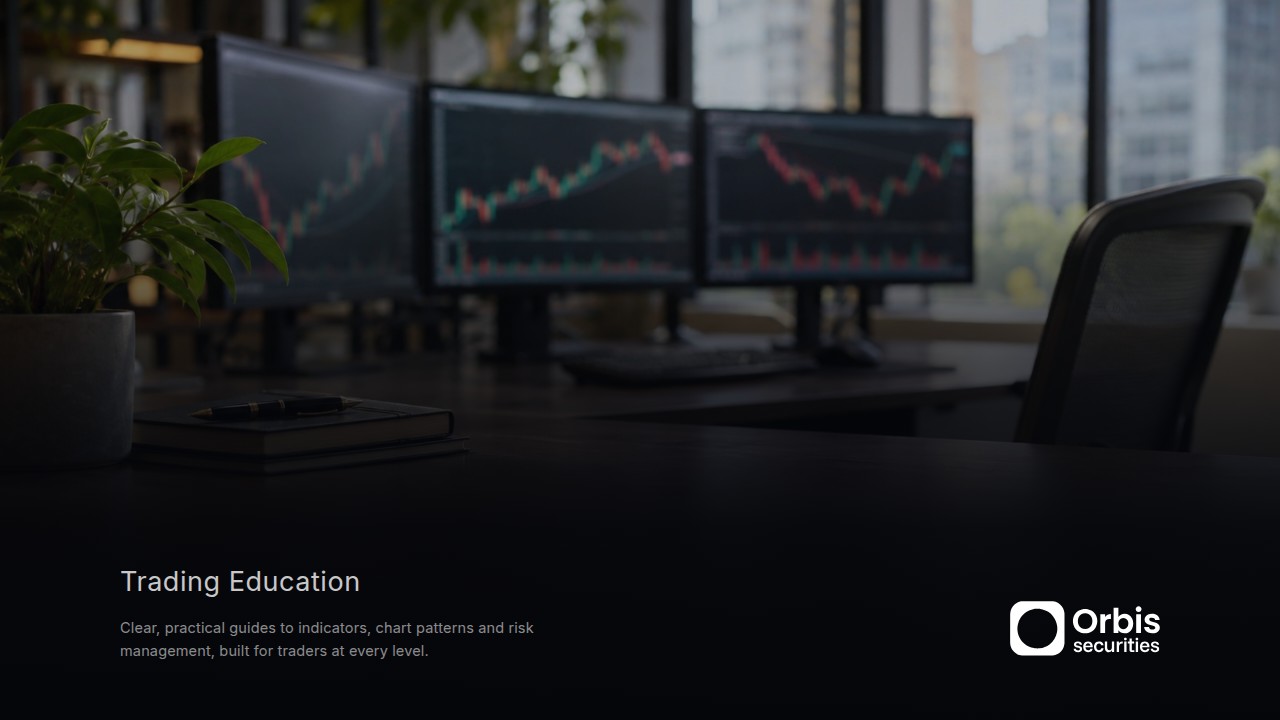 Trading Education
Clear, practical guides to indicators, chart patterns and risk
management, built for traders at every level.
Orbis
securities